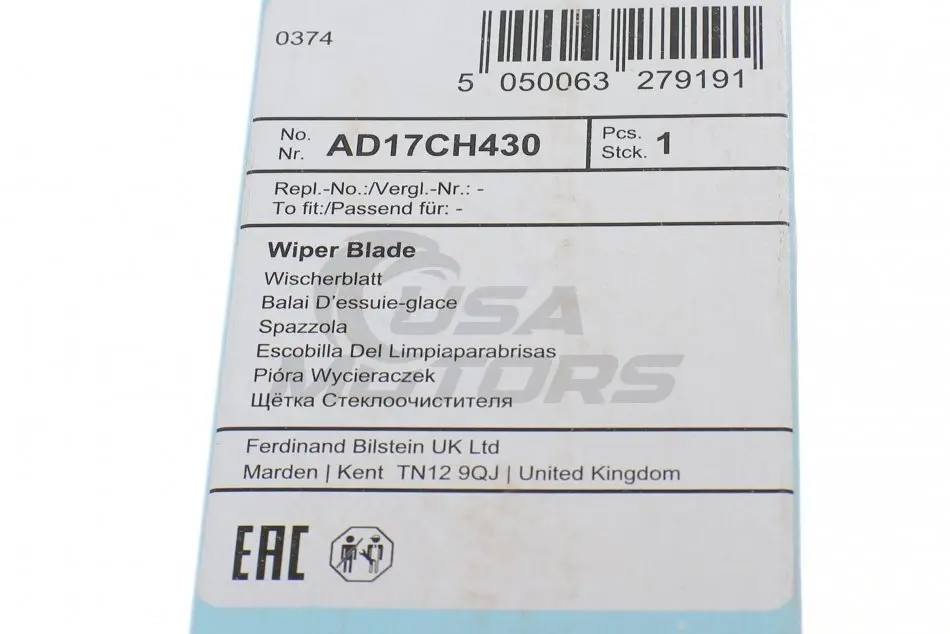 0374
5 050063 279191
No.
Nr. AD17CH430
Pcs.
Stck. 1
Repl.-No.:/Vergl.-Nr.: -
To fit:/Passend für: -
Wiper Blade
Wischerblatt
Balai D'essuie-glace
Spazzola
Escobilla Del Limpiaparabrisas
Pióra Wycieraczek
Щётка Стеклоочистителя
USA
MOTORS
Ferdinand Bilstein UK Ltd
Marden | Kent TN12 9QJ | United Kingdom
EAC